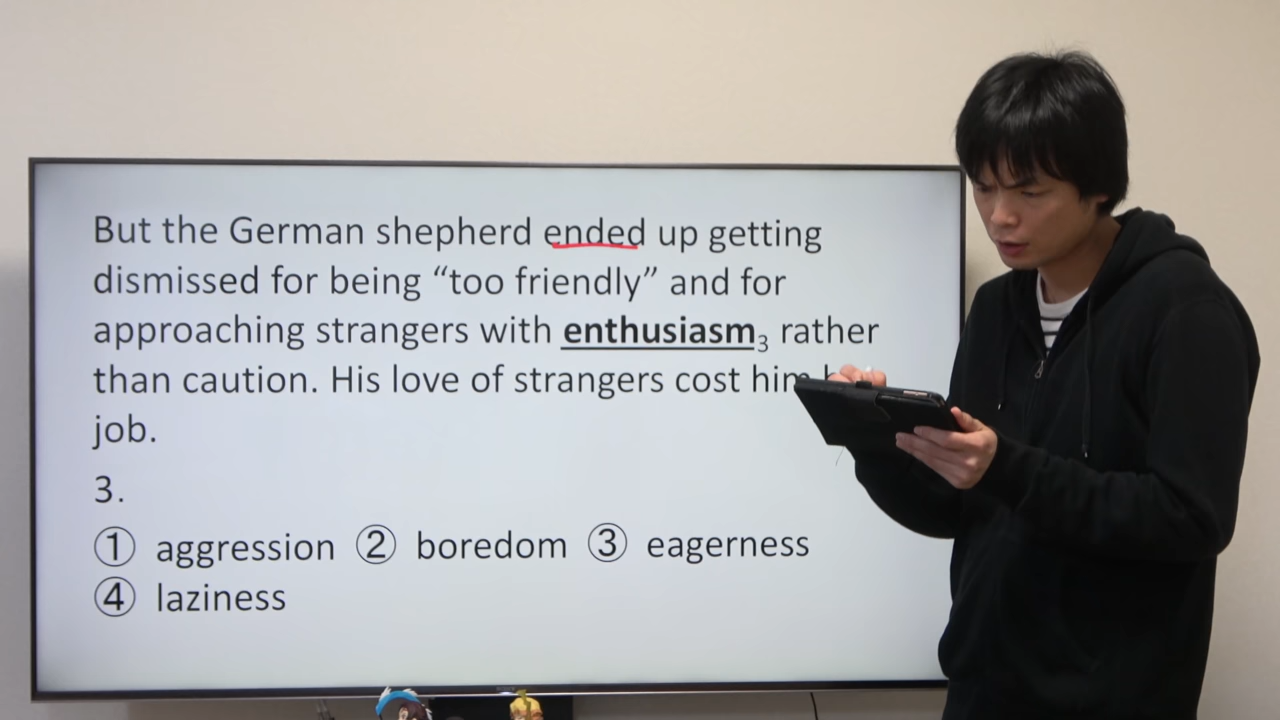 But the German shepherd ended up getting
dismissed for being “too friendly” and for
approaching strangers with enthusiasm3 rather
than caution. His love of strangers cost him
job.
3.
① aggression ② boredom ③ eagerness
④ laziness